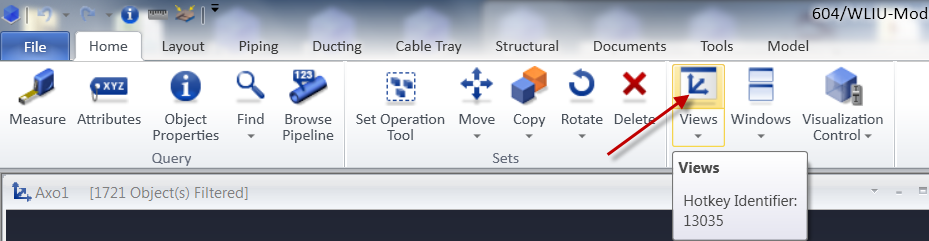 604/WLIU-Mod
File Home Layout Piping Ducting Cable Tray Structural Documents Tools Model
123
XYZ
Measure Attributes Object Properties Find Browse Pipeline Set Operation Tool Move Copy Rotate Delete Views Windows Visualization Control
Query Sets
Views
Hotkey Identifier:
13035
Axo1 [1721 Object(s) Filtered]